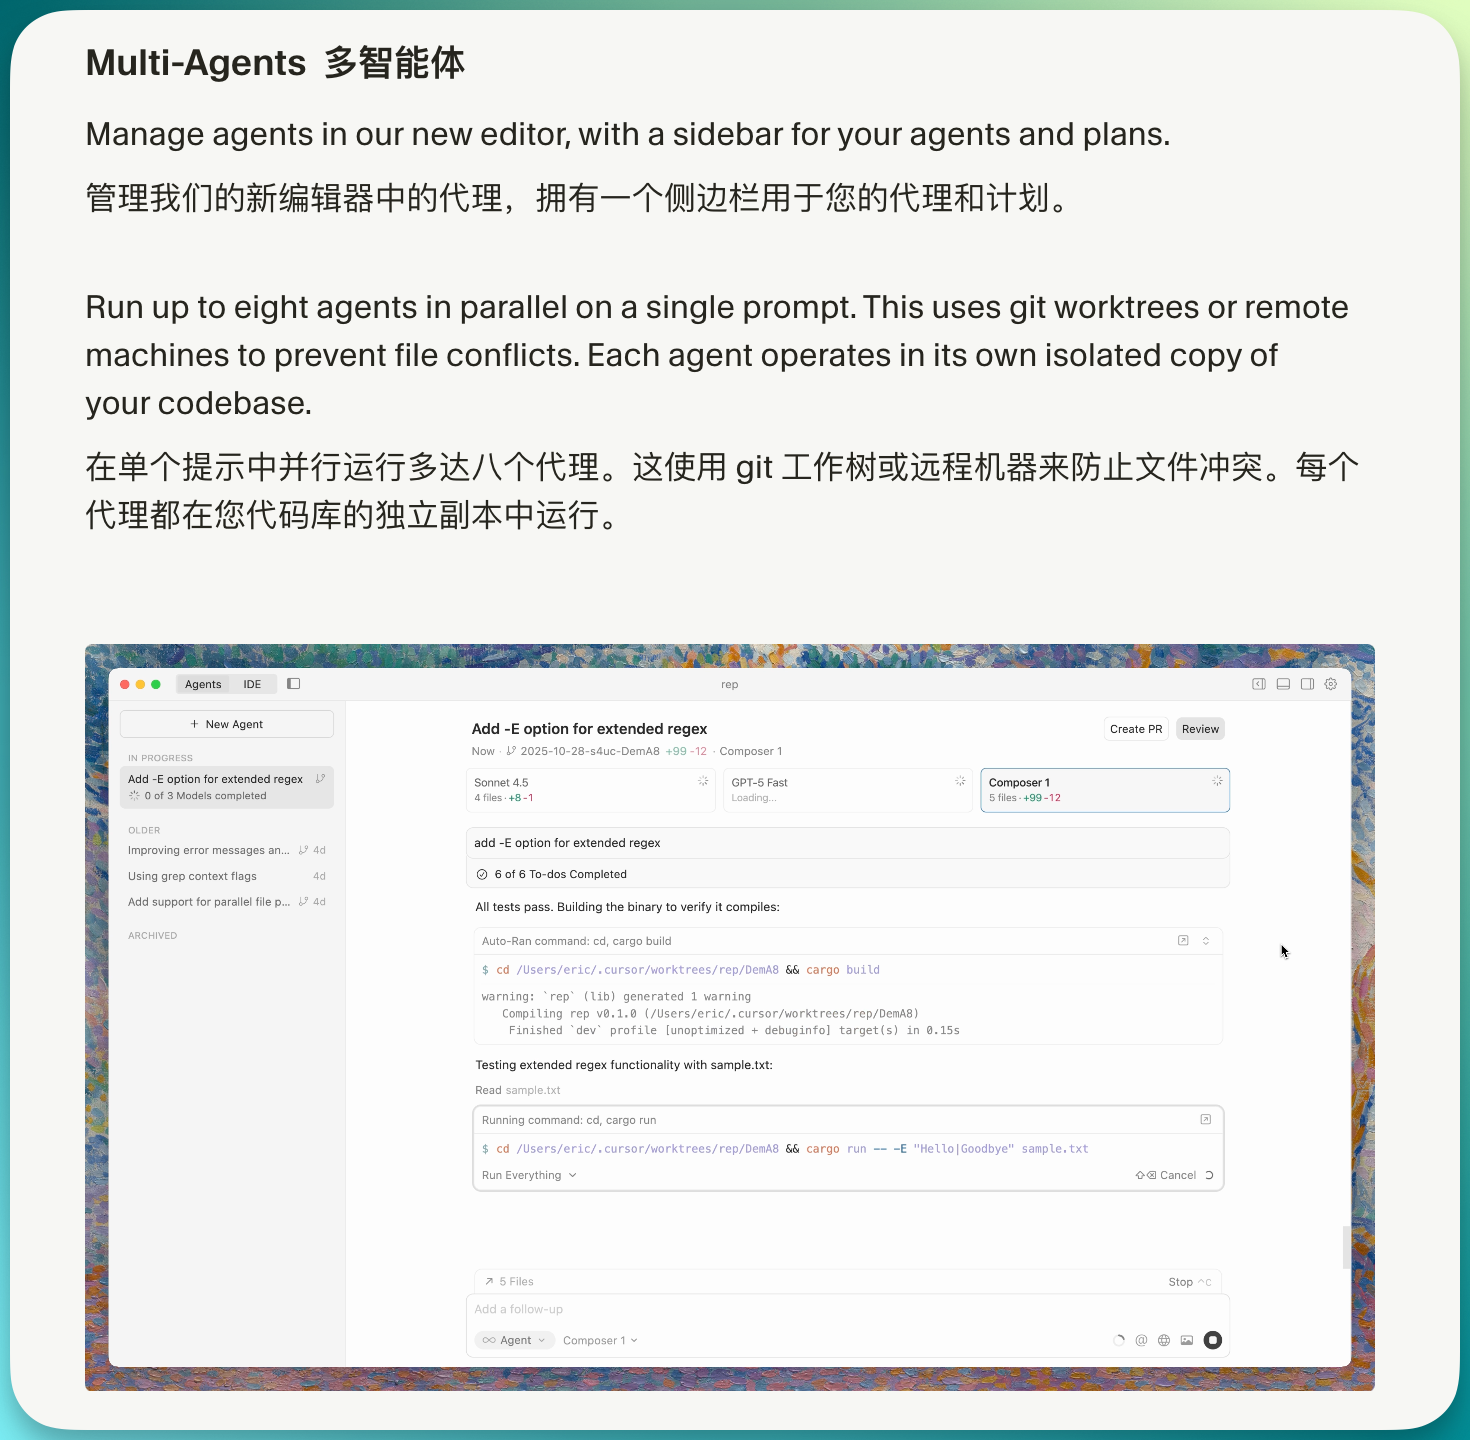 Multi-Agents 多智能体
Manage agents in our new editor, with a sidebar for your agents and plans.
管理我们的新编辑器中的代理，拥有一个侧边栏用于您的代理和计划。
Run up to eight agents in parallel on a single prompt. This uses git worktrees or remote
machines to prevent file conflicts. Each agent operates in its own isolated copy of
your codebase.
在单个提示中并行运行多达八个代理。这使用 git 工作树或远程机器来防止文件冲突。每个
代理都在您代码库的独立副本中运行。
Agents IDE
rep
+ New Agent
IN PROGRESS
Add -E option for extended regex
0 of 3 Models completed
OLDER
Improving error messages an... 4d
Using grep context flags 4d
Add support for parallel file p... 4d
ARCHIVED
Add -E option for extended regex
Create PR Review
Now · 2025-10-28-s4uc-DemA8 +99 -12 · Composer 1
Sonnet 4.5
4 files · +8 -1
GPT-5 Fast
Loading...
Composer 1
5 files · +99 -12
add -E option for extended regex
6 of 6 To-dos Completed
All tests pass. Building the binary to verify it compiles:
Auto-Ran command: cd, cargo build
$ cd /Users/eric/.cursor/worktrees/rep/DemA8 && cargo build
warning: `rep` (lib) generated 1 warning
Compiling rep v0.1.0 (/Users/eric/.cursor/worktrees/rep/DemA8)
Finished `dev` profile [unoptimized + debuginfo] target(s) in 0.15s
Testing extended regex functionality with sample.txt:
Read sample.txt
Running command: cd, cargo run
$ cd /Users/eric/.cursor/worktrees/rep/DemA8 && cargo run -- -E "Hello|Goodbye" sample.txt
Run Everything
Cancel
5 Files
Stop ^C
Add a follow-up
Agent Composer 1